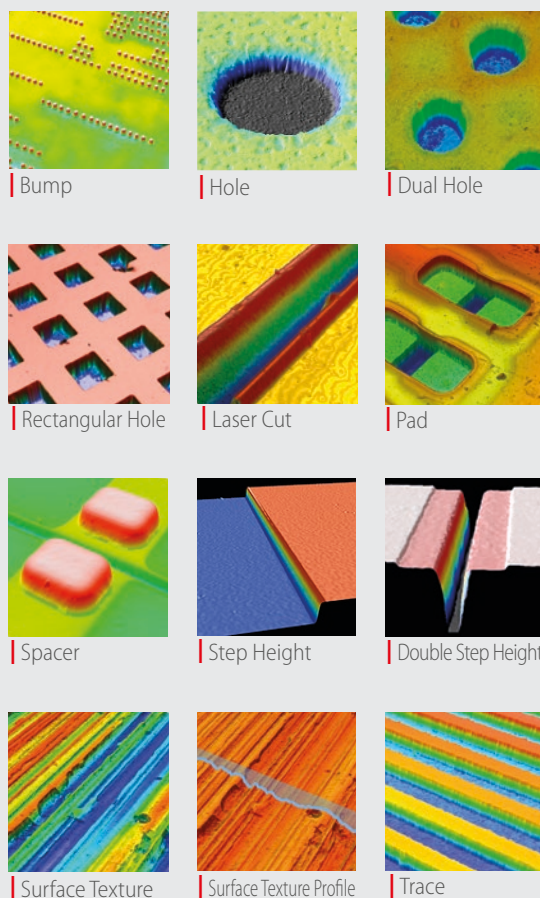 Bump
Hole
Dual Hole
Rectangular Hole
Laser Cut
Pad
Spacer
Step Height
Double Step Height
Surface Texture
Surface Texture Profile
Trace